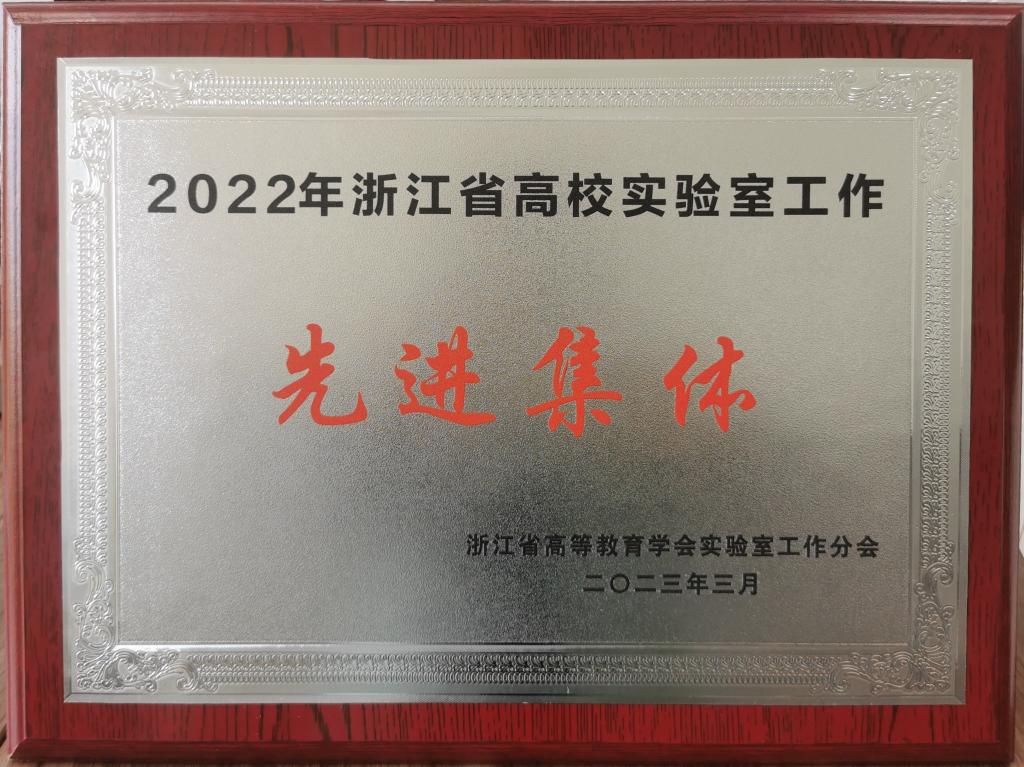 2022年浙江省高校实验室工作
先进集体
浙江省高等教育学会实验室工作分会
二〇二三年三月